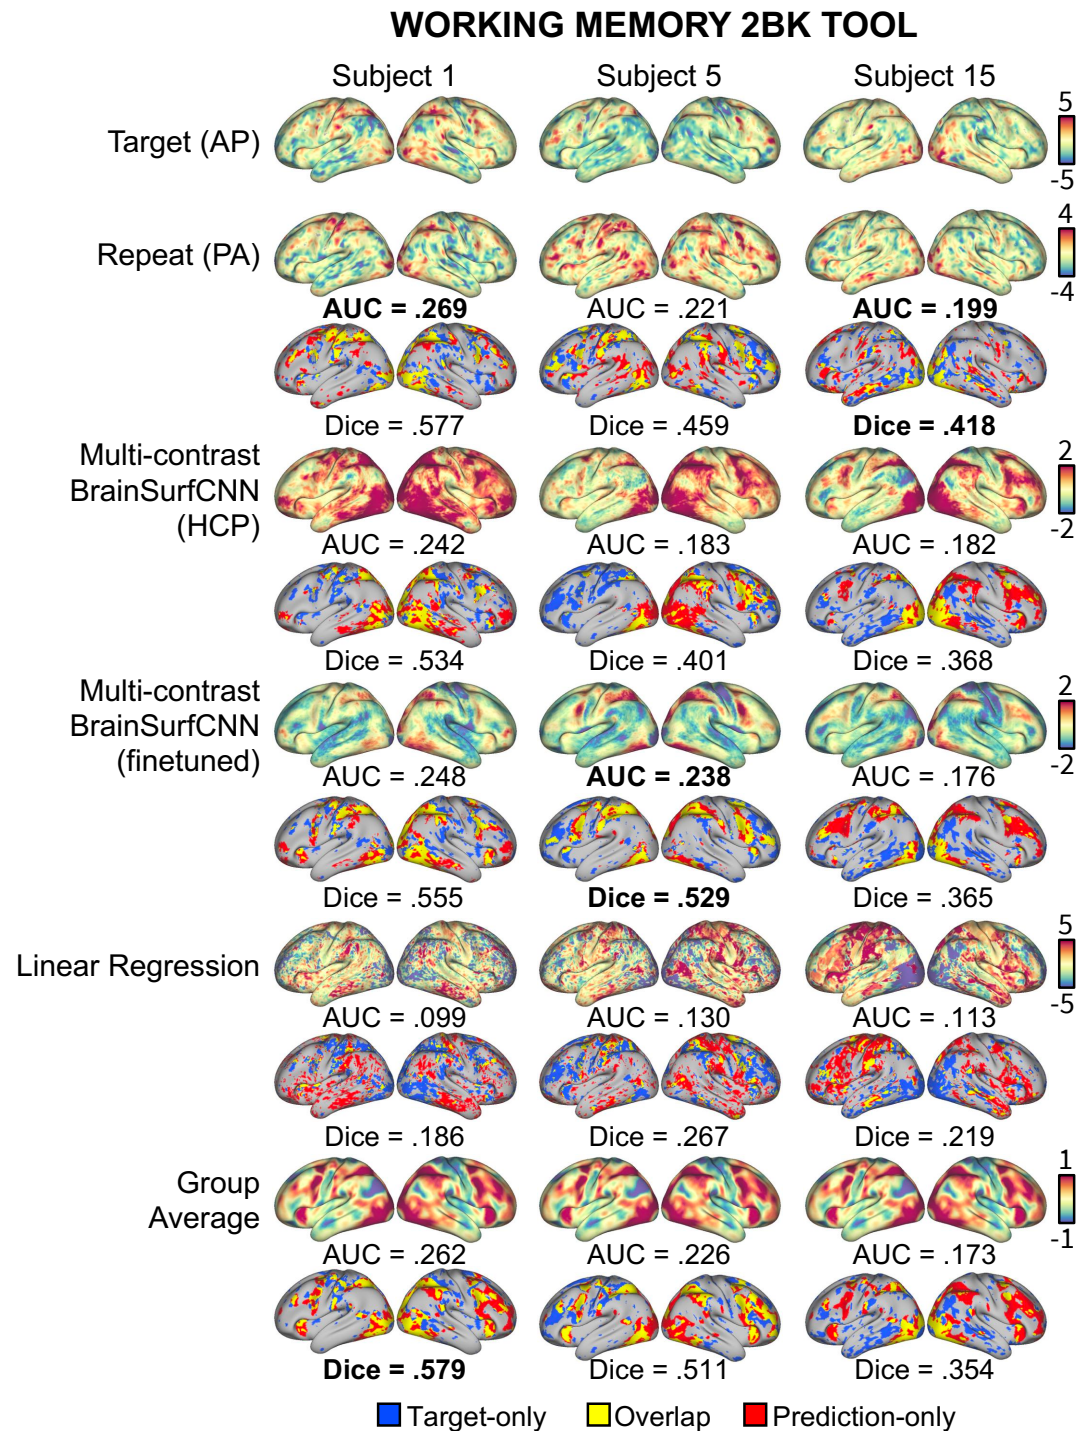 WORKING MEMORY 2BK TOOL
Subject 1 Subject 5 Subject 15
Target (AP)
5
-5
Repeat (PA)
4
-4
AUC = .269 AUC = .221 AUC = .199
Dice = .577 Dice = .459 Dice = .418
Multi-contrast
BrainSurfCNN
(HCP)
2
-2
AUC = .242 AUC = .183 AUC = .182
Dice = .534 Dice = .401 Dice = .368
Multi-contrast
BrainSurfCNN
(finetuned)
2
-2
AUC = .248 AUC = .238 AUC = .176
Dice = .555 Dice = .529 Dice = .365
Linear Regression
5
-5
AUC = .099 AUC = .130 AUC = .113
Dice = .186 Dice = .267 Dice = .219
Group
Average
1
-1
AUC = .262 AUC = .226 AUC = .173
Dice = .579 Dice = .511 Dice = .354
Target-only Overlap Prediction-only